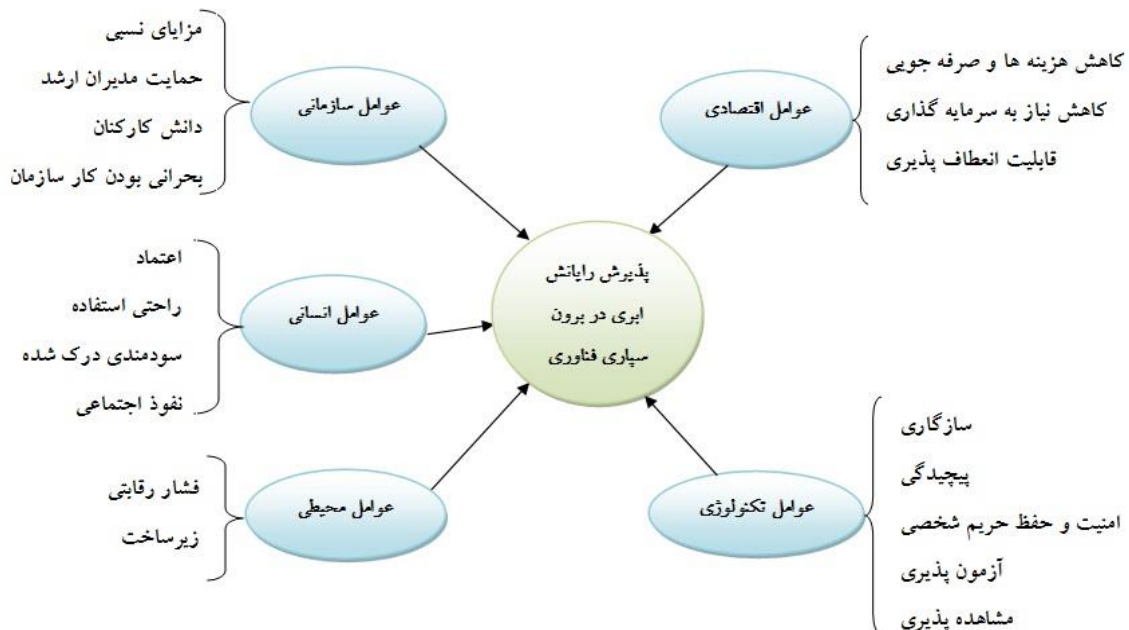 مزایای نسبی
حمایت مدیران ارشد
دانش کارکنان
بحرانی بودن کار سازمان
عوامل سازمانی
عوامل اقتصادی
کاهش هزینه ها و صرفه جویی
کاهش نیاز به سرمایه گذاری
قابلیت انعطاف پذیری
اعتماد
راحتی استفاده
سودمندی درک شده
نفوذ اجتماعی
عوامل انسانی
پذیرش رایانش
ابری در برون
سپاری فناوری
فشار رقابتی
زیرساخت
عوامل محیطی
عوامل تکنولوژی
سازگاری
پیچیدگی
امنیت و حفظ حریم شخصی
آزمون پذیری
مشاهده پذیری